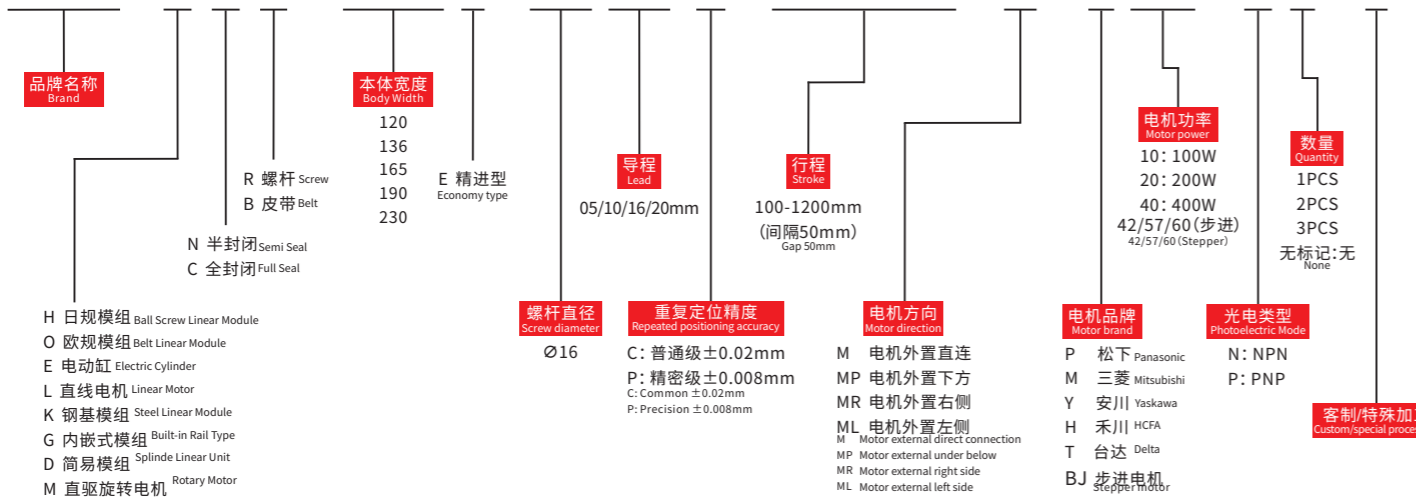 品牌名称
Brand
H 日规模组 Ball Screw Linear Module
O 欧规模组 Belt Linear Module
E 电动缸 Electric Cylinder
L 直线电机 Linear Motor
K 钢基模组 Steel Linear Module
G 内嵌式模组 Built-in Rail Type
D 简易模组 Splinde Linear Unit
M 直驱旋转电机 Rotary Motor
N 半封闭 Semi Seal
C 全封闭 Full Seal
R 螺杆 Screw
B 皮带 Belt
本体宽度
Body Width
120
136
165
190
230
E 精进型
Economy type
螺杆直径
Screw diameter
∅16
导程
Lead
05/10/16/20mm
重复定位精度
Repeated positioning accuracy
C: 普通级±0.02mm
P: 精密级±0.008mm
C: Common ±0.02mm
P: Precision ±0.008mm
行程
Stroke
100-1200mm
(间隔50mm)
Gap 50mm
电机方向
Motor direction
M 电机外置直连
MP 电机外置下方
MR 电机外置右侧
ML 电机外置左侧
M Motor external direct connection
MP Motor external under below
MR Motor external right side
ML Motor external left side
电机品牌
Motor brand
P 松下 Panasonic
M 三菱 Mitsubishi
Y 安川 Yaskawa
H 禾川 HCFA
T 台达 Delta
BJ 步进电机
Stepper motor
电机功率
Motor power
10: 100W
20: 200W
40: 400W
42/57/60(步进)
42/57/60(Stepper)
光电类型
Photoelectric Mode
N: NPN
P: PNP
数量
Quantity
1PCS
2PCS
3PCS
无标记:无
None
客制/特殊加
Custom/special proces